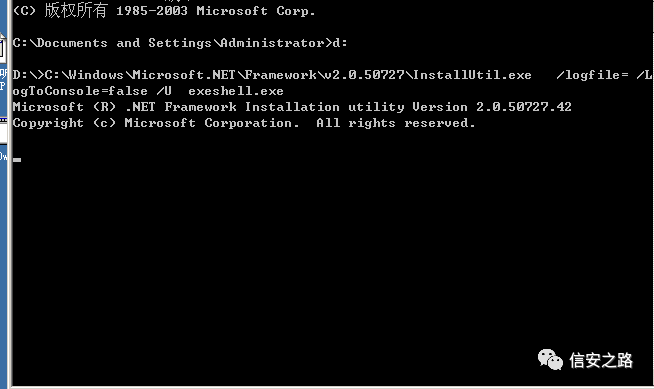 (C) 版权所有 1985-2003 Microsoft Corp.
C:\Documents and Settings\Administrator>d:
D:\>C:\Windows\Microsoft.NET\Framework\v2.0.50727\InstallUtil.exe   /logfile= /L
ogToConsole=false /U  exeshell.exe
Microsoft (R) .NET Framework Installation utility Version 2.0.50727.42
Copyright (c) Microsoft Corporation.  All rights reserved.
信安之路